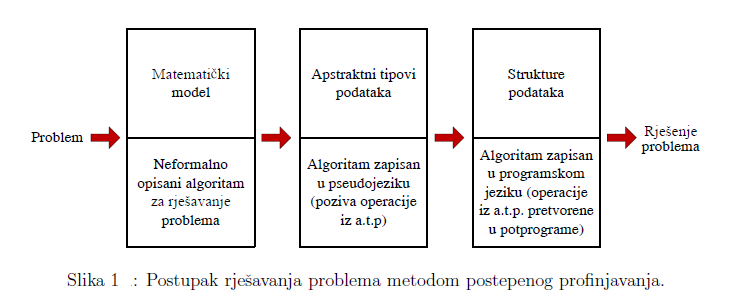 Problem
Matematički
model
Neformalno
opisani algoritam
za rješavanje
problema
Apstraktni tipovi
podataka
Algoritam zapisan
u pseudojeziku
(poziva operacije
iz a.t.p)
Strukture
podataka
Algoritam zapisan
u programskom
jeziku (operacije
iz a.t.p. pretvorene
u potprograme)
Rješenje
problema
Slika 1 .: Postupak rješavanja problema metodom postepenog profinjavanja.